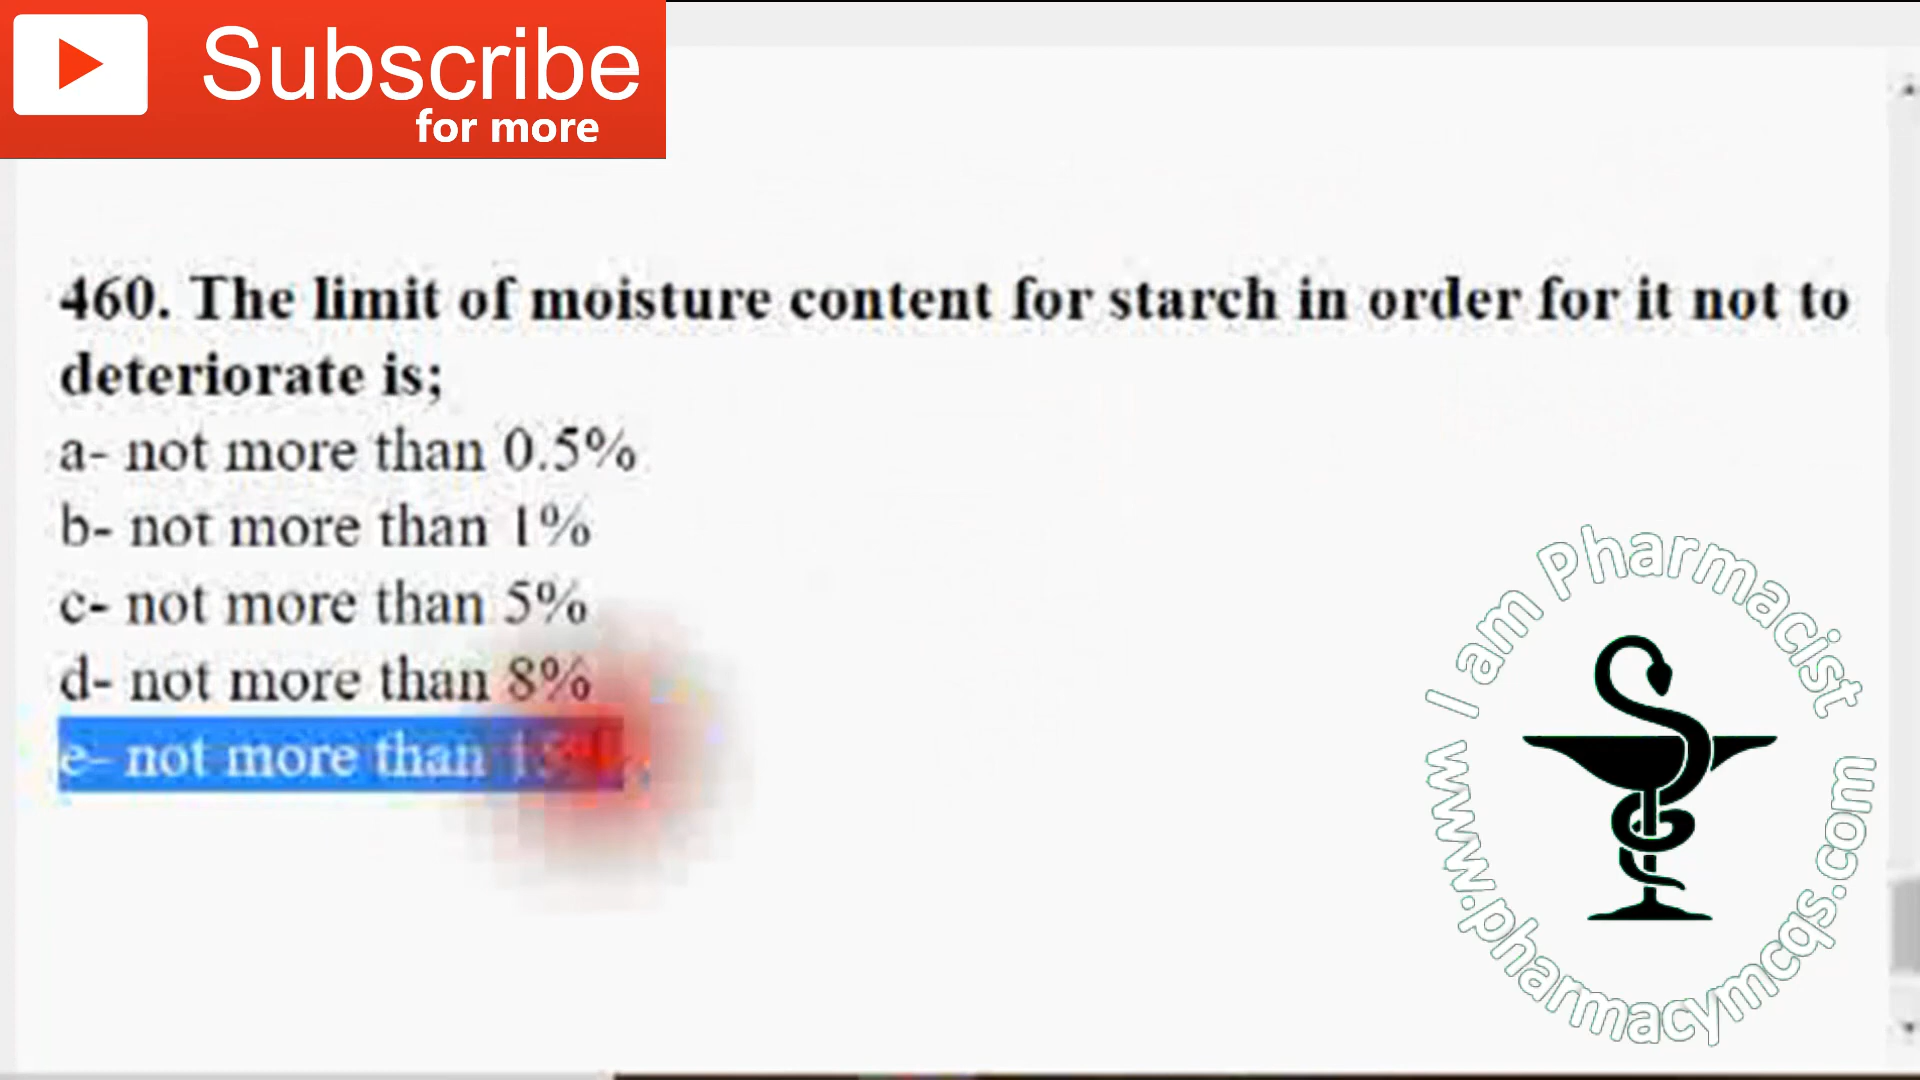 Subscribe
for more
460. The limit of moisture content for starch in order for it not to
deteriorate is;
a- not more than 0.5%
b- not more than 1%
c- not more than 5%
d- not more than 8%
e- not more than
I am Pharmacist
www.pharmacymcqs.com